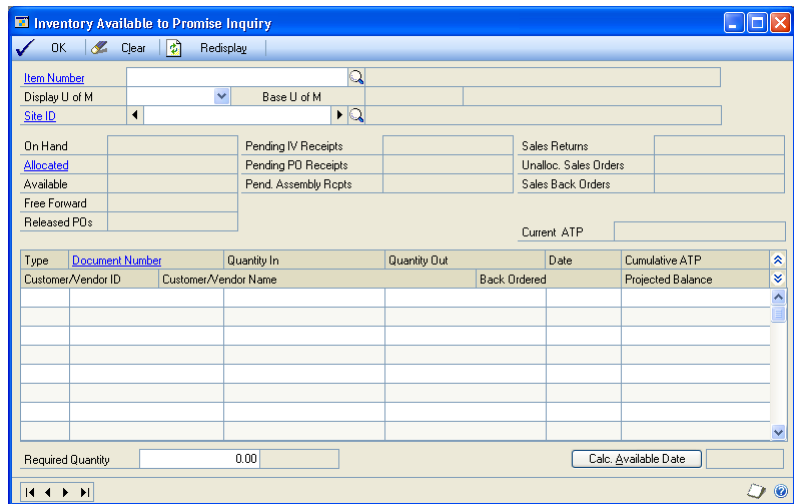 Inventory Available to Promise Inquiry
OK Clear Redisplay
Item Number
Display U of M Base U of M
Site ID
On Hand Pending IV Receipts Sales Returns
Allocated Pending PO Receipts Unalloc. Sales Orders
Available Pend. Assembly Rcpts Sales Back Orders
Free Forward
Released POs
Current ATP
Type Document Number Quantity In Quantity Out Date Cumulative ATP
Customer/Vendor ID Customer/Vendor Name Back Ordered Projected Balance
Required Quantity 0.00 Calc. Available Date